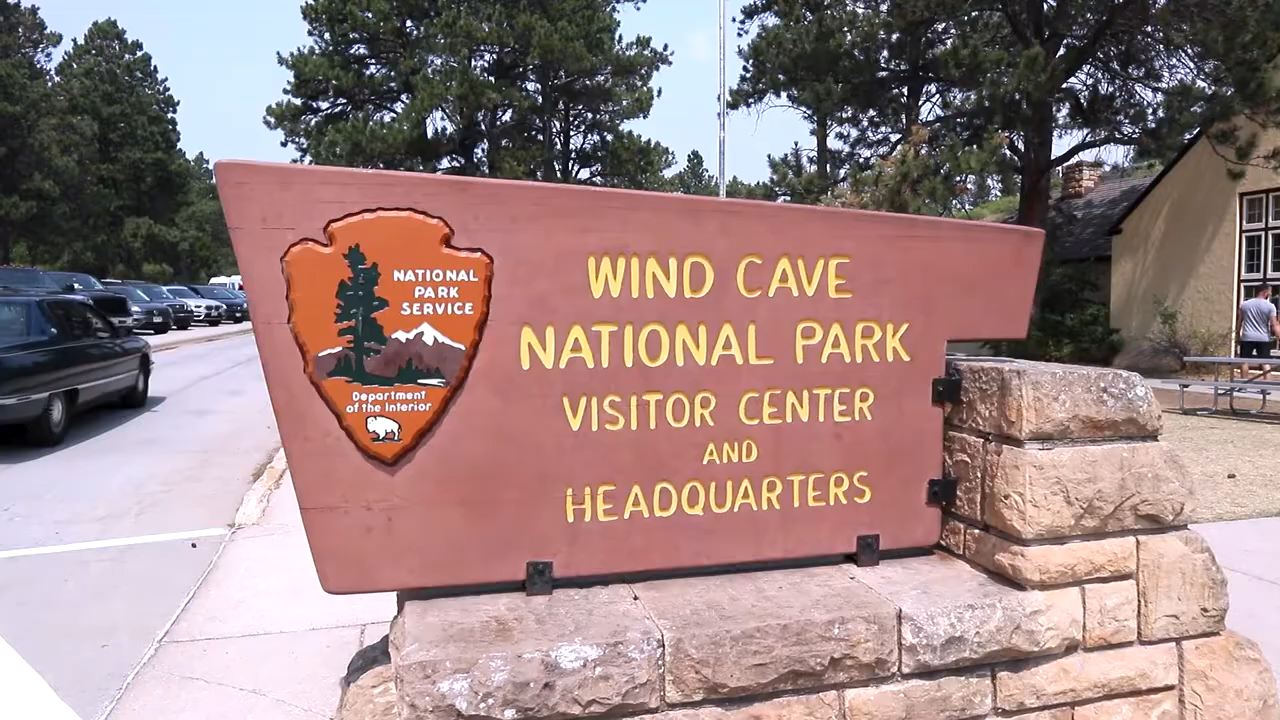 NATIONAL
PARK
SERVICE
Department
of the Interior
WIND CAVE
NATIONAL PARK
VISITOR CENTER
AND
HEADQUARTERS